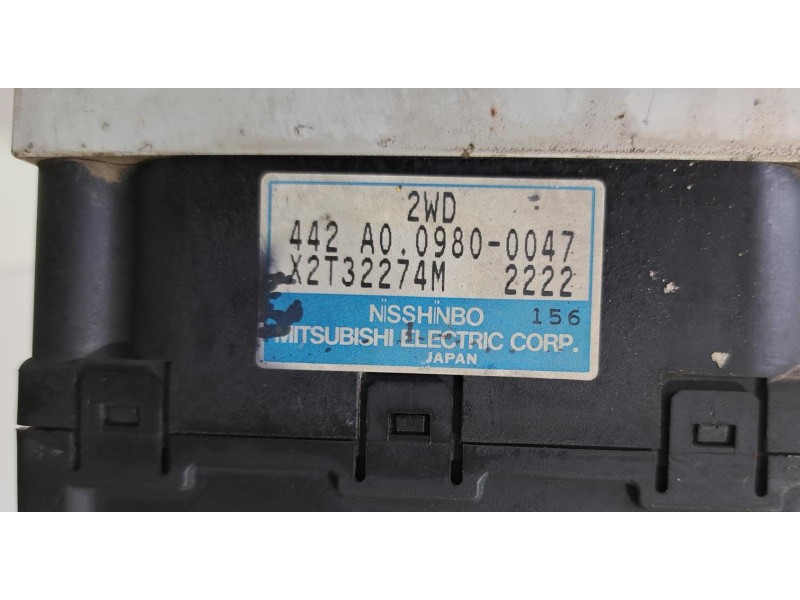 2WD
442 A0.0980-0047
X2T32274M 2222
NISSHINBO 156
MITSUBISHI ELECTRIC CORP.
JAPAN